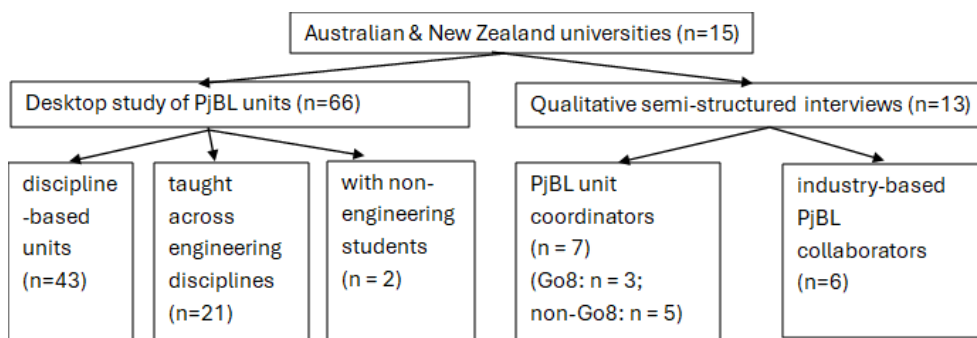 Australian & New Zealand universities (n=15)
Desktop study of PjBL units (n=66)
Qualitative semi-structured interviews (n=13)
discipline
-based
units
(n=43)
taught
across
engineering
disciplines
(n=21)
with non-
engineering
students
(n = 2)
PjBL unit
coordinators
(n = 7)
(Go8: n = 3;
non-Go8: n = 5)
industry-based
PjBL
collaborators
(n=6)